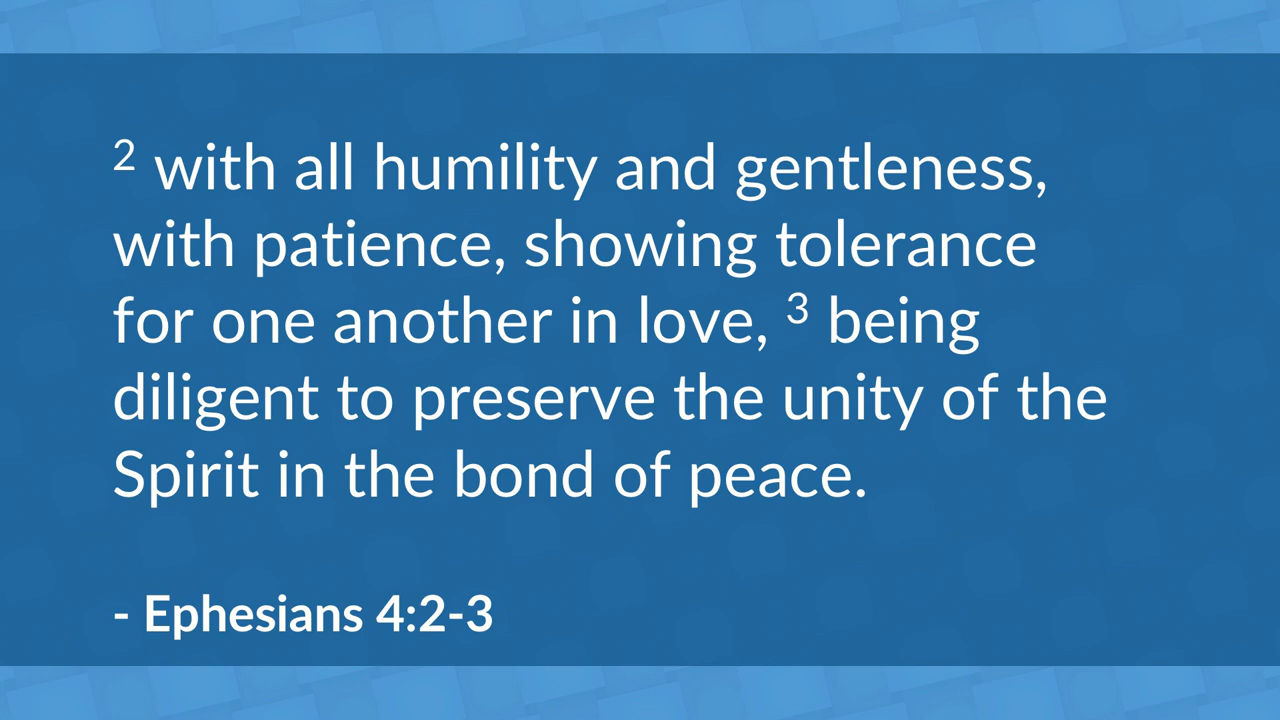 2 with all humility and gentleness,
with patience, showing tolerance
for one another in love, 3 being
diligent to preserve the unity of the
Spirit in the bond of peace.
- Ephesians 4:2-3